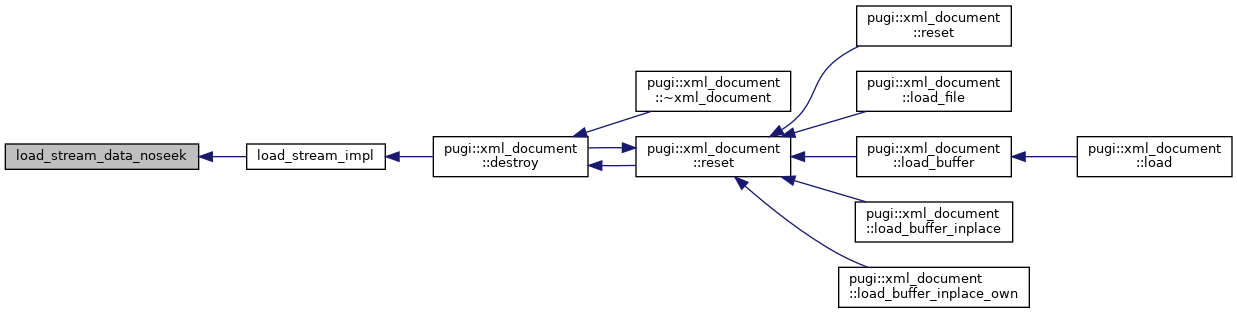 load_stream_data_noseek
load_stream_impl
pugi::xml_document
::destroy
pugi::xml_document
::~xml_document
pugi::xml_document
::reset
pugi::xml_document
::reset
pugi::xml_document
::load_file
pugi::xml_document
::load_buffer
pugi::xml_document
::load_buffer_inplace
pugi::xml_document
::load_buffer_inplace_own
pugi::xml_document
::load